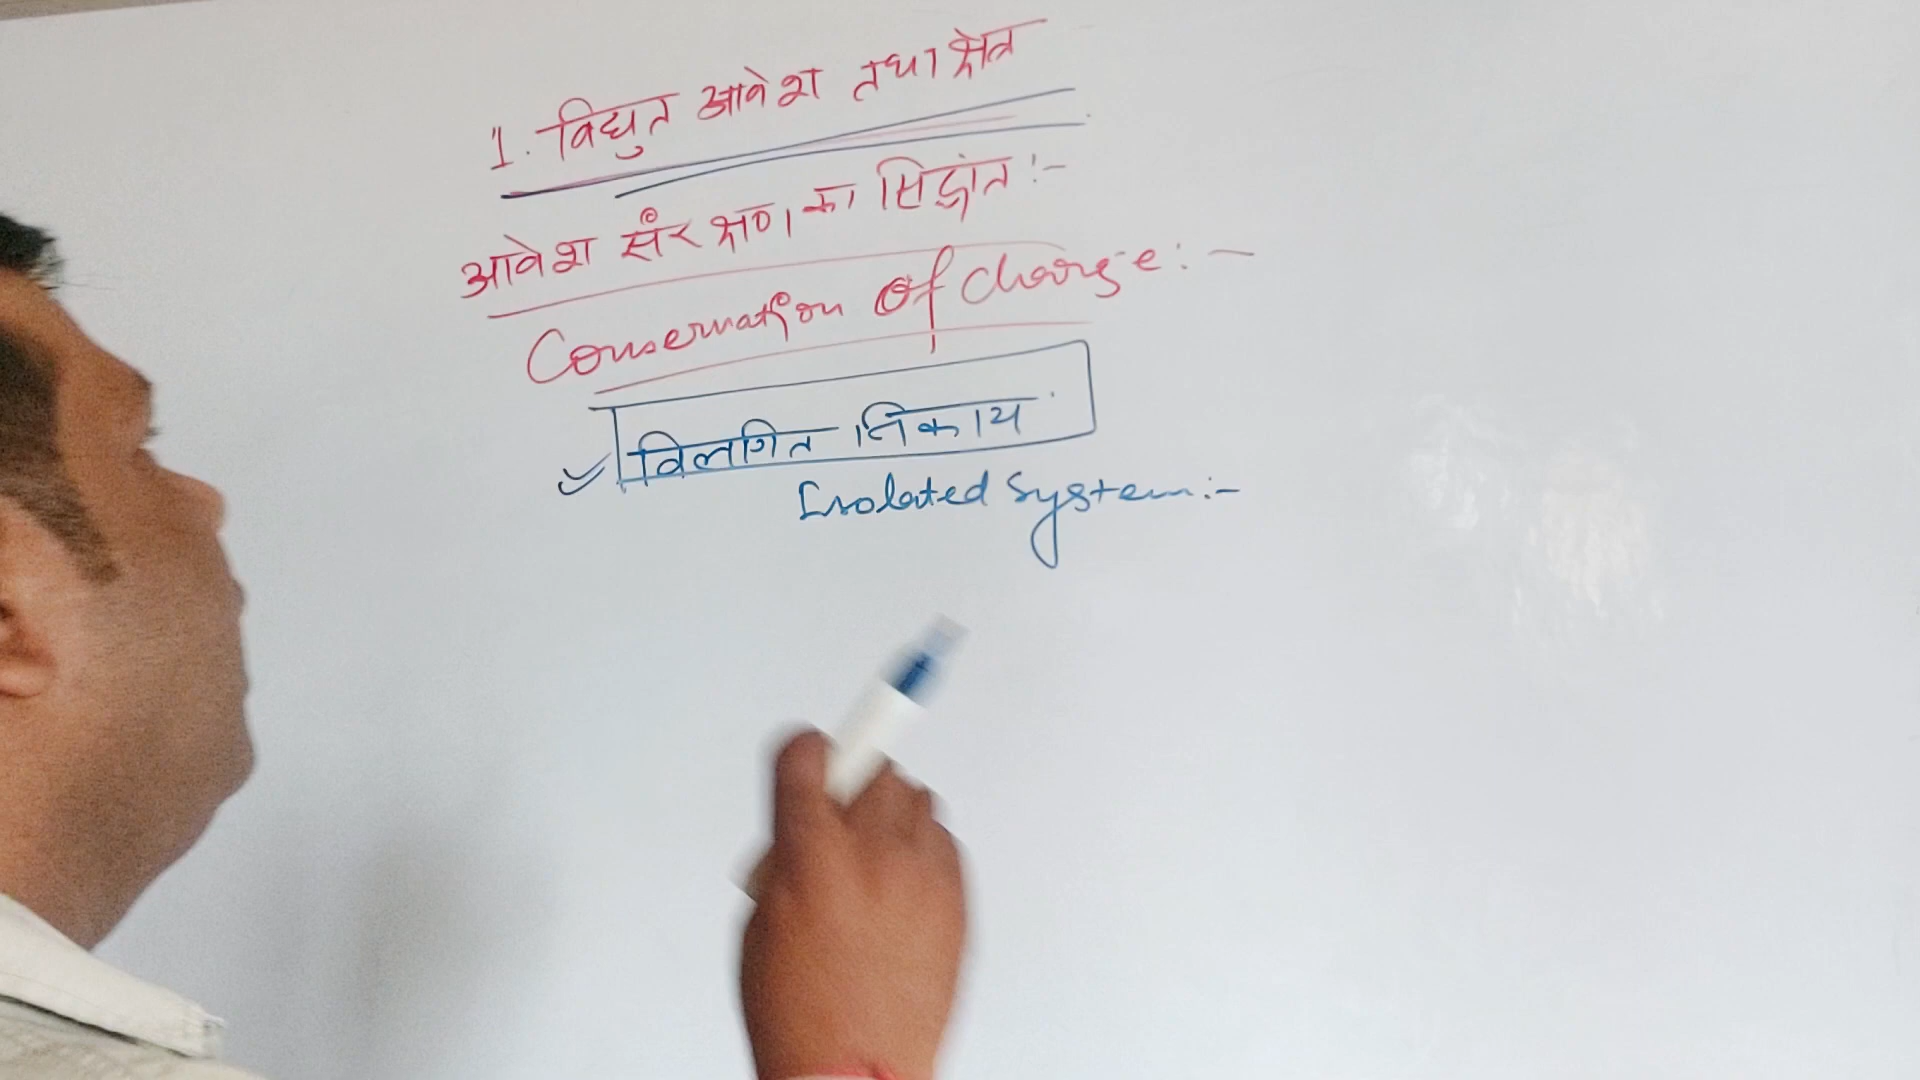 1. विद्युत आवेश तथा क्षेत्र
आवेश संरक्षण का सिद्धांत :-
Conservation of charge : -
विलगित निकाय
Isolated System :-